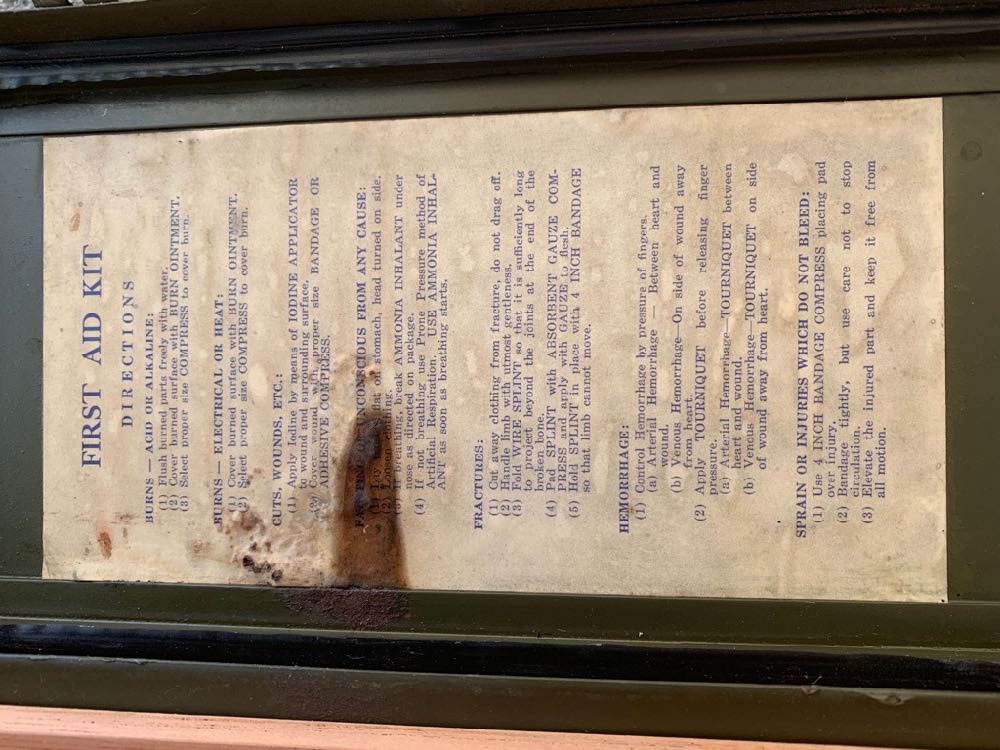 FIRST AID KIT
DIRECTIONS
BURNS — ACID OR ALKALINE:
(1) Flush burned parts freely with water.
(2) Cover burned surface with BURN OINTMENT.
(3) Select proper size COMPRESS to cover burn.
BURNS — ELECTRICAL OR HEAT:
(1) Cover burned surface with BURN OINTMENT.
(2) Select proper size COMPRESS to cover burn.
CUTS, WOUNDS, ETC.:
(1) Apply Iodine by means of IODINE APPLICATOR
to wound and surrounding surface.
(2) Cover wound with proper size BANDAGE OR
ADHESIVE COMPRESS.
UNCONSCIOUS FROM ANY CAUSE:
(1) Lay flat on stomach, head turned on side.
(2) Loosen clothing.
(3) If breathing, break AMMONIA INHALANT under
nose as directed on package.
(4) If not breathing use Prone Pressure method of
Artificial Respiration. USE AMMONIA INHAL-
ANT as soon as breathing starts.
FRACTURES:
(1) Cut away clothing from fracture, do not drag off.
(2) Handle limb with utmost gentleness.
(3) Fold WIRE SPLINT so that it is sufficiently long
to project beyond the joints at the end of the
broken bone.
(4) Pad SPLINT with ABSORBENT GAUZE COM-
PRESS and apply with GAUZE to flesh.
(5) Hold SPLINT in place with 4 INCH BANDAGE
so that limb cannot move.
HEMORRHAGE:
(1) Control Hemorrhage by pressure of fingers.
(a) Arterial Hemorrhage — Between heart and
wound.
(b) Venous Hemorrhage—On side of wound away
from heart.
(2) Apply TOURNIQUET before releasing finger
pressure.
(a) Arterial Hemorrhage—TOURNIQUET between
heart and wound.
(b) Venous Hemorrhage—TOURNIQUET on side
of wound away from heart.
SPRAIN OR INJURIES WHICH DO NOT BLEED:
(1) Use 4 INCH BANDAGE COMPRESS placing pad
over injury.
(2) Bandage tightly, but use care not to stop
circulation.
(3) Elevate the injured part and keep it free from
all motion.